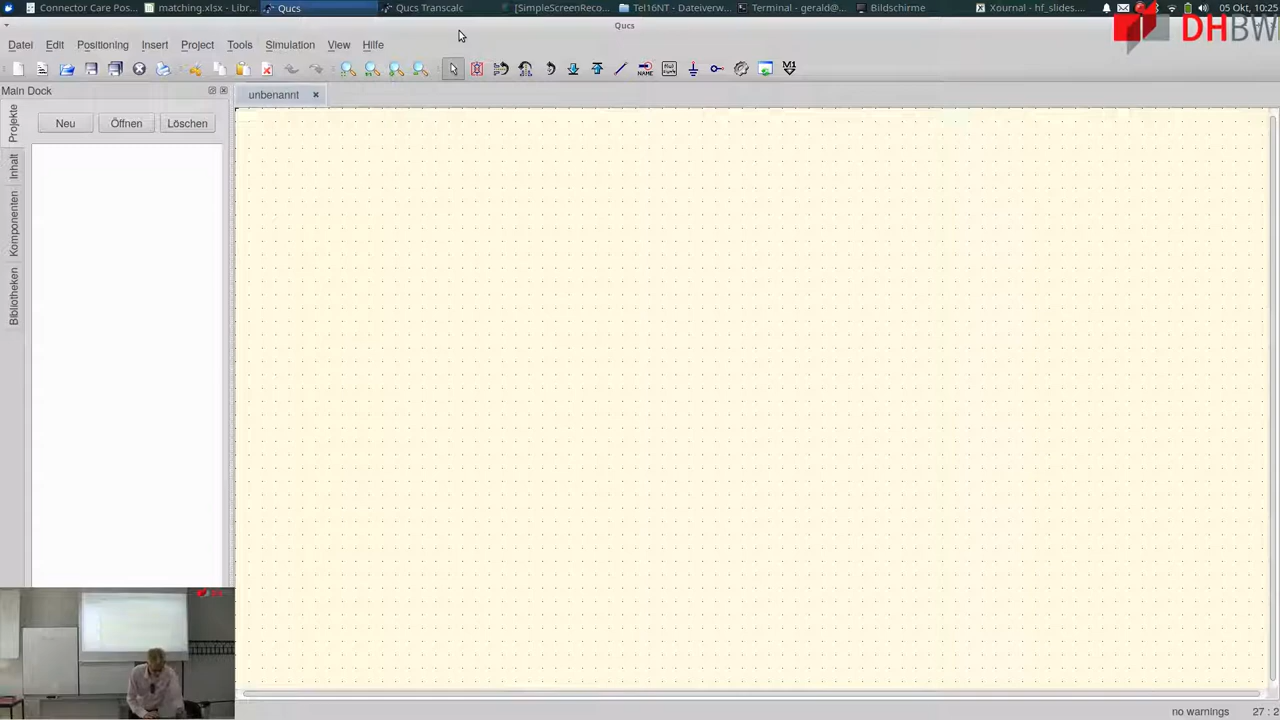 Connector Care Pos...
matching.xlsx - Libr...
Qucs
Qucs Transcalc
[SimpleScreenReco...
Tel16NT - Dateiverw...
Terminal - gerald@...
Bildschirme
Xournal - hf_slides....
05 Okt, 10:25
Qucs
DHBW
Datei
Edit
Positioning
Insert
Project
Tools
Simulation
View
Hilfe
NAME
M1
Main Dock
unbenannt
Neu
Öffnen
Löschen
Projekte
Inhalt
Komponenten
Bibliotheken
no warnings
27 : 2